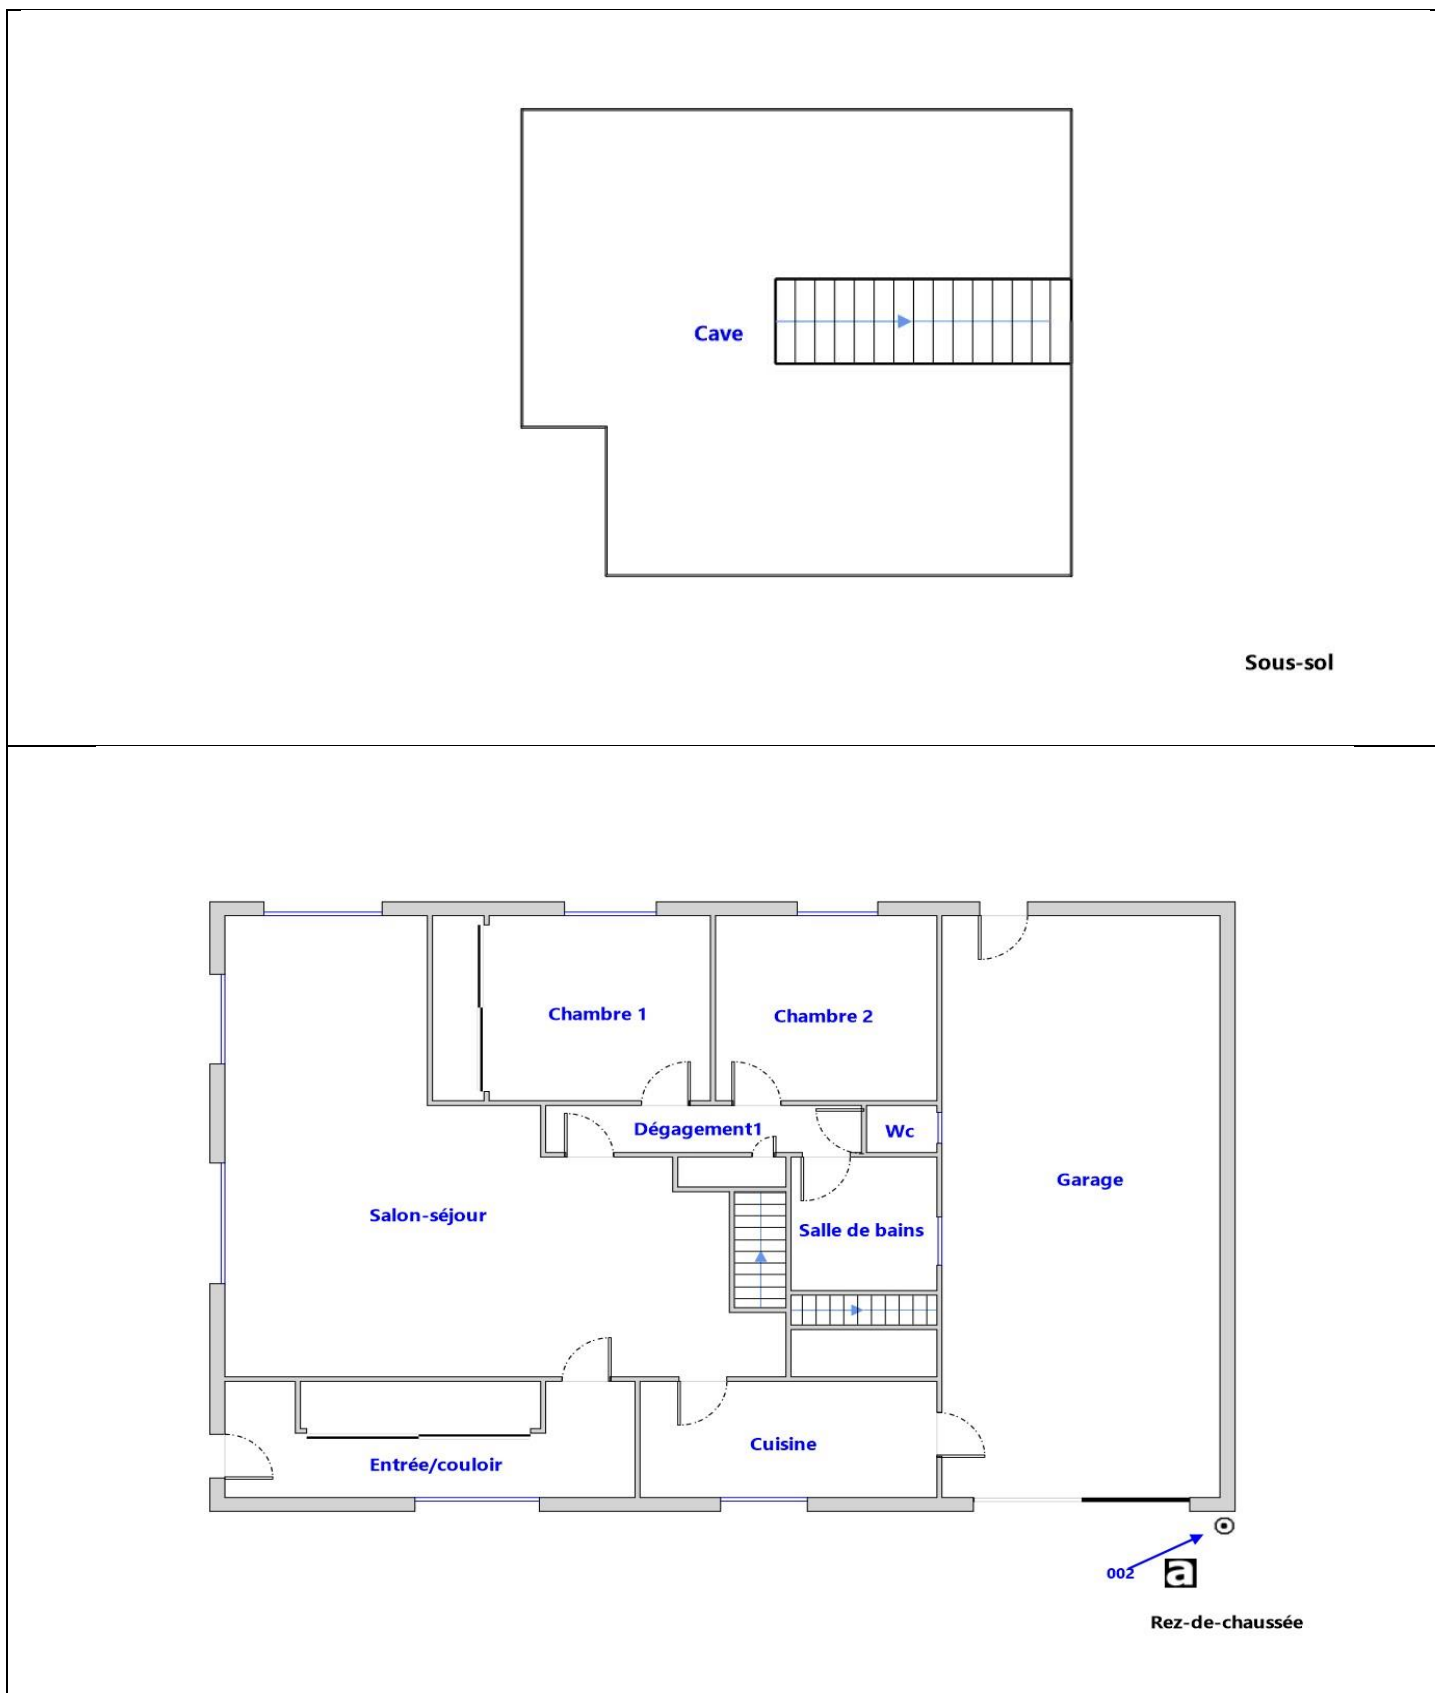 Cave
Sous-sol
Chambre 1
Chambre 2
Dégagement1
Wc
Garage
Salon-séjour
Salle de bains
Cuisine
Entrée/couloir
002
a
Rez-de-chaussée